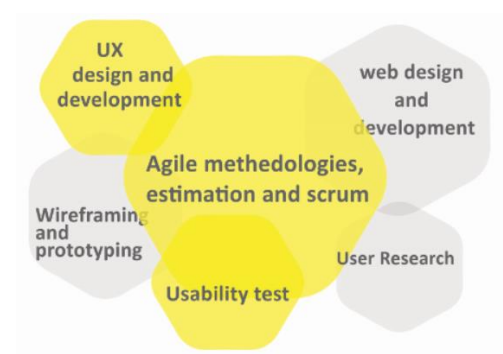 UX
design and
development
web design
and
development
Agile methedologies,
estimation and scrum
Wireframing
and
prototyping
User Research
Usability test